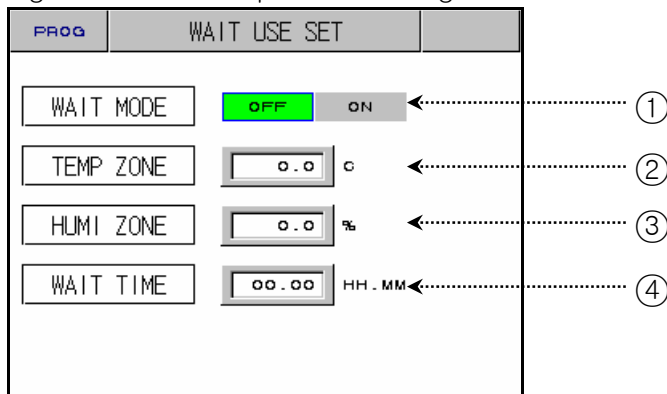 PROG WAIT USE SET
WAIT MODE OFF ON ①
TEMP ZONE 0.0 C ②
HUMI ZONE 0.0 % ③
WAIT TIME 00.00 HH.MM ④